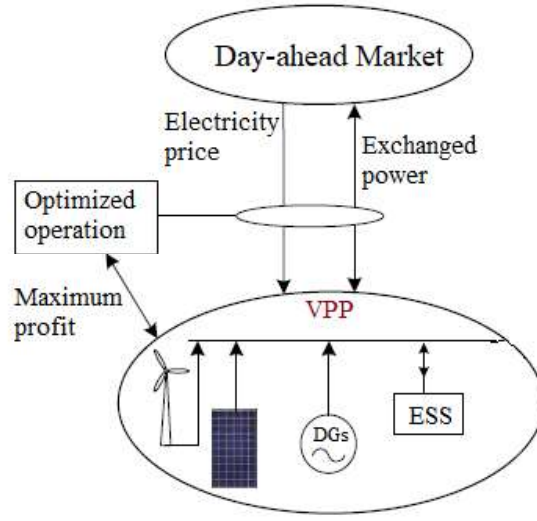 Day-ahead Market
Electricity
price
Exchanged
power
Optimized
operation
Maximum
profit
VPP
DGs
ESS